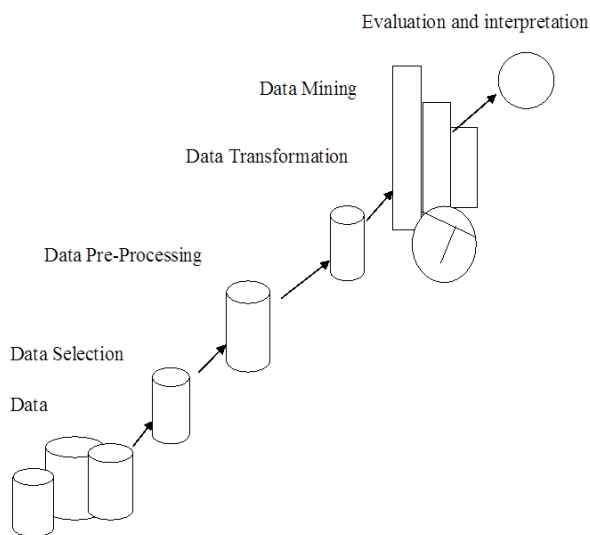 Evaluation and interpretation
Data Mining
Data Transformation
Data Pre-Processing
Data Selection
Data